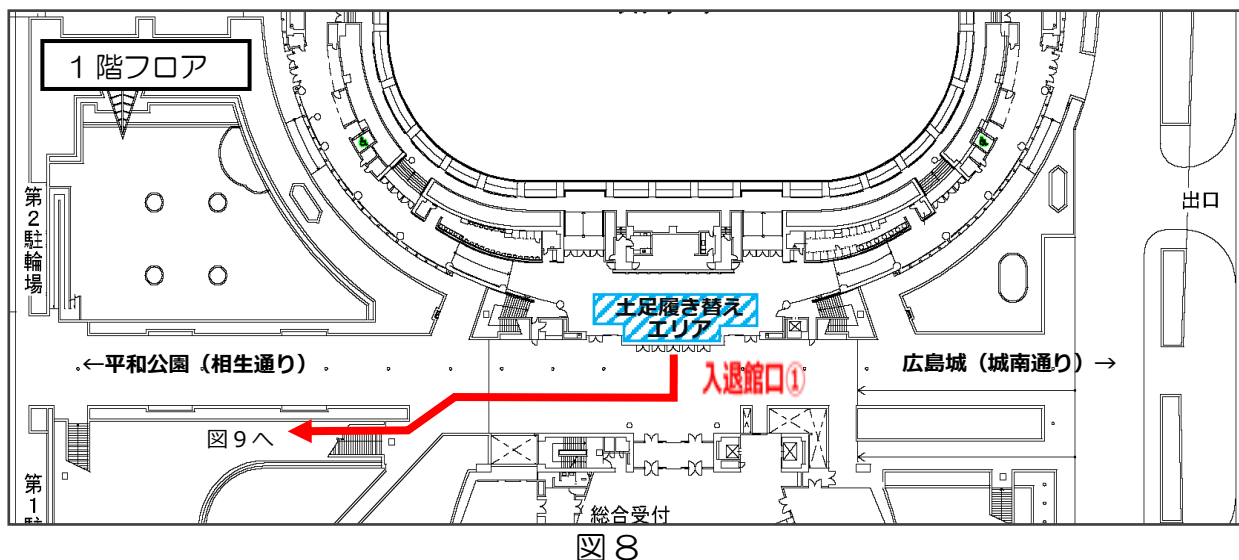 1階フロア
第2駐輪場
出口
土足履き替え
エリア
←平和公園（相生通り）
広島城（城南通り）→
入退館口①
図9へ
第1駐
総合受付
図8